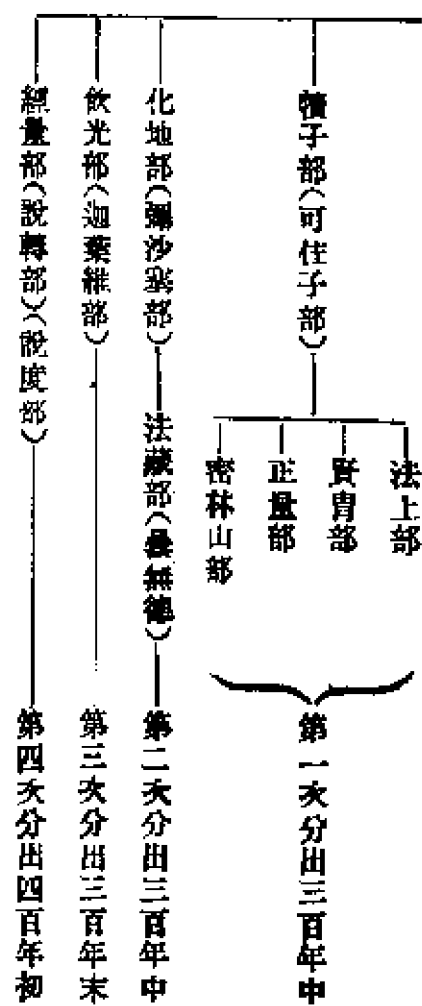 犢子部（可住子部）
法上部
賢胄部
正量部
密林山部
第一次分出三百年中
化地部（彌沙塞部）
法藏部（曇無德）
第二次分出三百年中
飲光部（迦葉維部）
第三次分出三百年末
經量部（說轉部）（說度部）
第四次分出四百年初